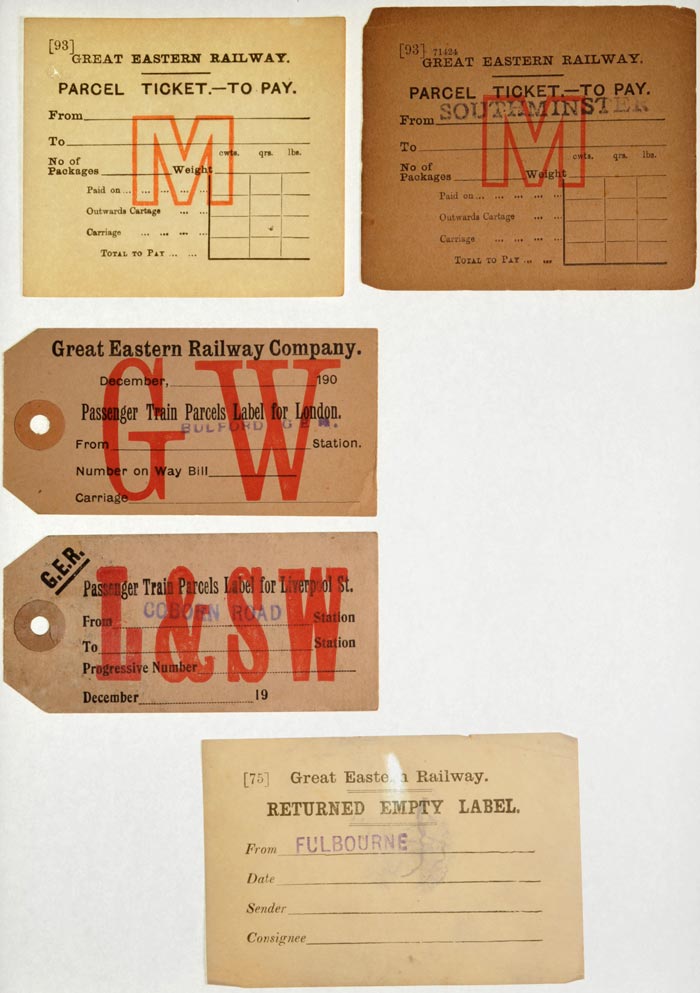 [93]
GREAT EASTERN RAILWAY.
PARCEL TICKET.—TO PAY.
From
To
M
cwts. qrs. lbs.
No of
Packages Weight
Paid on ... ... ... ...
Outwards Cartage ... ...
Carriage ... ... ... ...
TOTAL TO PAY ... ...
[93] 71424
GREAT EASTERN RAILWAY.
PARCEL TICKET.—TO PAY.
SOUTHMINSTER
From
To
M
cwts. qrs. lbs.
No of
Packages Weight
Paid on ... ... ... ...
Outwards Cartage ... ...
Carriage ... ... ... ...
TOTAL TO PAY ... ...
Great Eastern Railway Company.
December, 190
GW
Passenger Train Parcels Label for London.
From Station.
Number on Way Bill
Carriage
G.E.R.
Passenger Train Parcels Label for Liverpool St.
COBORN ROAD
From Station
L&SW
To Station
Progressive Number
December 19
[75] Great Eastern Railway.
RETURNED EMPTY LABEL.
From FULBOURNE
Date
Sender
Consignee